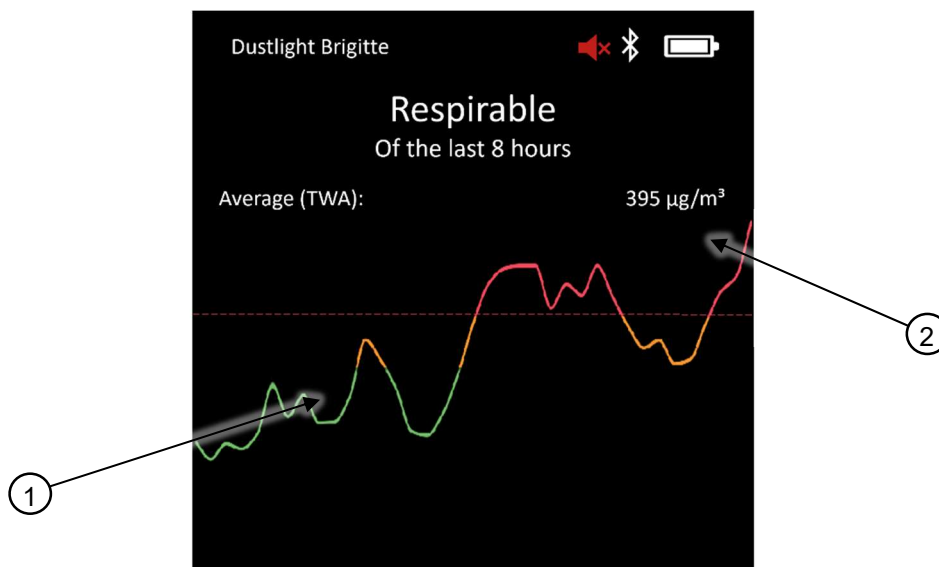 Dustlight Brigitte
Respirable
Of the last 8 hours
Average (TWA): 395 µg/m³
2
1